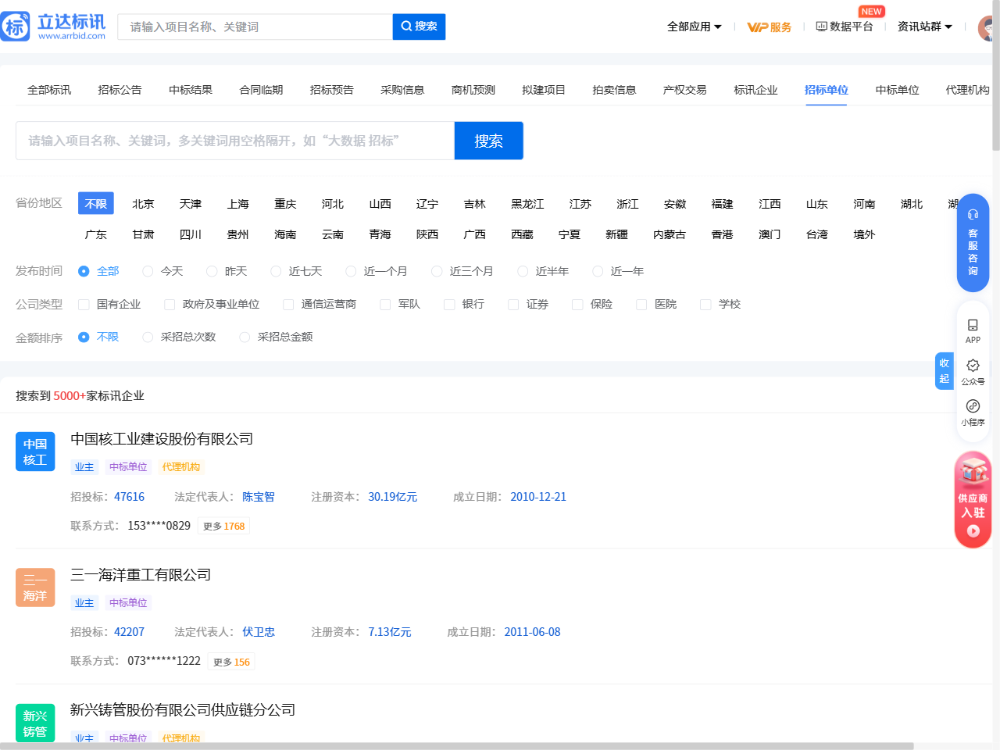 标 立达标讯 www.arrbid.com 请输入项目名称、关键词 搜索 全部应用 VIP服务 数据平台 NEW 资讯站群
全部标讯 招标公告 中标结果 合同临期 招标预告 采购信息 商机预测 拟建项目 拍卖信息 产权交易 标讯企业 招标单位 中标单位 代理机构
请输入项目名称、关键词，多关键词用空格隔开，如“大数据 招标” 搜索
省份地区 不限 北京 天津 上海 重庆 河北 山西 辽宁 吉林 黑龙江 江苏 浙江 安徽 福建 江西 山东 河南 湖北 湖
广东 甘肃 四川 贵州 海南 云南 青海 陕西 广西 西藏 宁夏 新疆 内蒙古 香港 澳门 台湾 境外
发布时间 全部 今天 昨天 近七天 近一个月 近三个月 近半年 近一年
公司类型 国有企业 政府及事业单位 通信运营商 军队 银行 证券 保险 医院 学校
金额排序 不限 采招总次数 采招总金额
客服咨询
APP
公众号
小程序
收起
供应商
入驻
搜索到 5000+家标讯企业
中国
核工
中国核工业建设股份有限公司
业主 中标单位 代理机构
招投标：47616 法定代表人： 陈宝智 注册资本： 30.19亿元 成立日期： 2010-12-21
联系方式： 153****0829 更多 1768
三一
海洋
三一海洋重工有限公司
业主 中标单位
招投标：42207 法定代表人： 伏卫忠 注册资本： 7.13亿元 成立日期： 2011-06-08
联系方式： 073******1222 更多 156
新兴
铸管
新兴铸管股份有限公司供应链分公司
业主 中标单位 代理机构